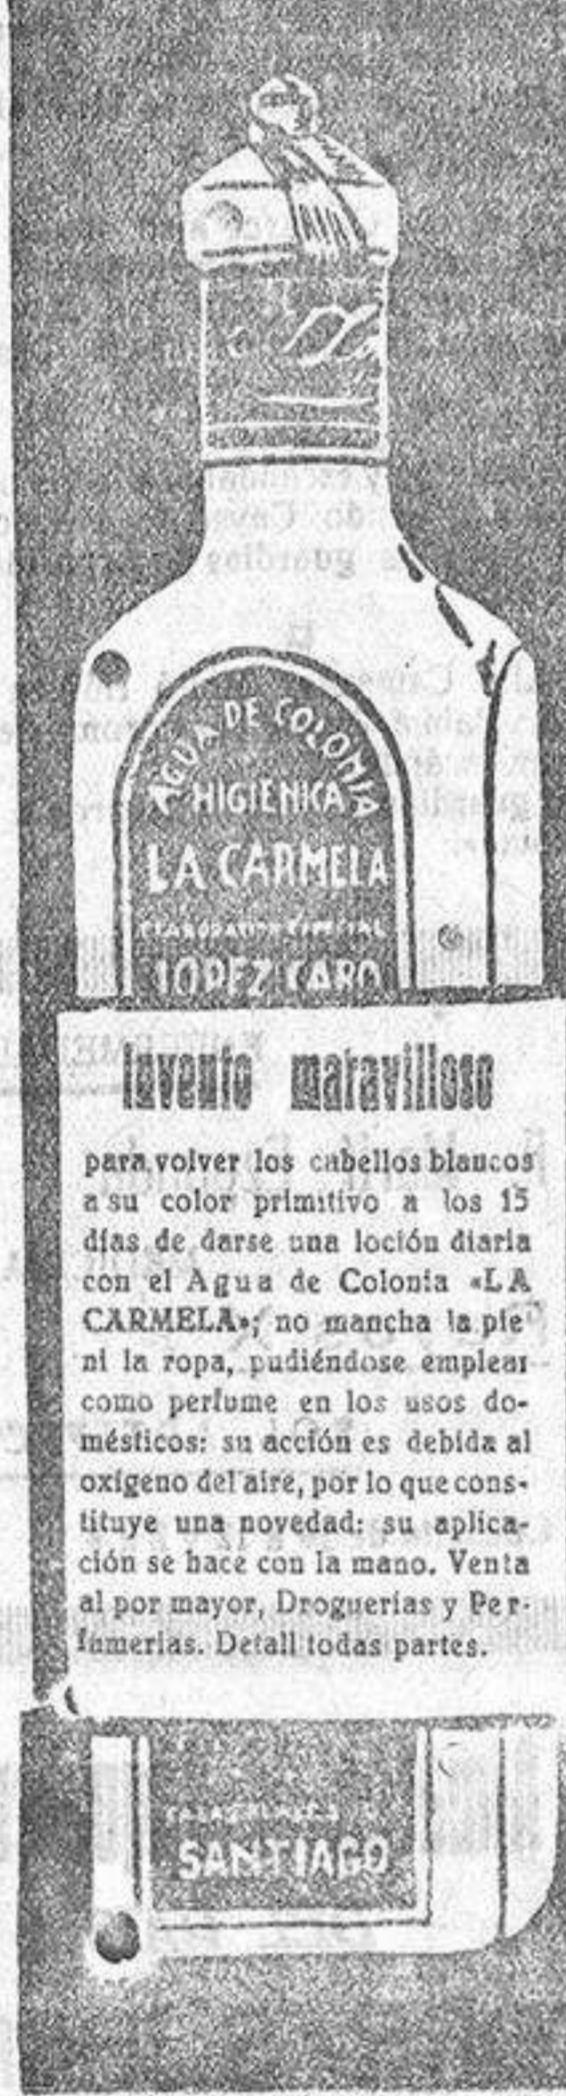 AGUA DE COLONIA
HIGIENICA
LA CARMELA
ELABORACION ESPECIAL
LOPEZ CARO
Invento maravilloso
para volver los cabellos blancos
a su color primitivo a los 15
días de darse una loción diaria
con el Agua de Colonia «LA
CARMELA»; no mancha la pie
ni la ropa, pudiéndose emplear
como perfume en los usos do-
mésticos: su acción es debida al
oxígeno del aire, por lo que cons-
tituye una novedad: su aplica-
ción se hace con la mano. Venta
al por mayor, Droguerías y Per-
fumerías. Detall todas partes.
SANTIAGO